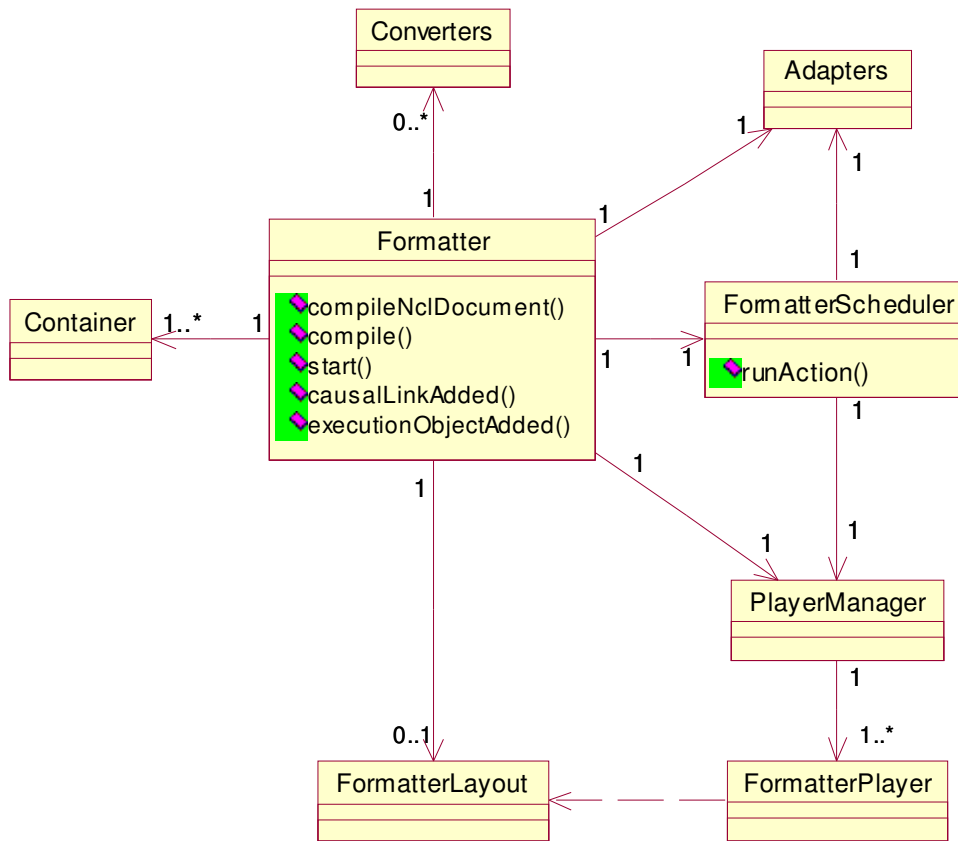 Converters
Adapters
0..*
1
1
1
1
1
Formatter
compileNclDocument()
compile()
start()
causalLinkAdded()
executionObjectAdded()
Container
1..*
1
1
1
1
FormatterScheduler
runAction()
1
1
1
1
1
PlayerManager
1
0..1
1..*
FormatterLayout
FormatterPlayer